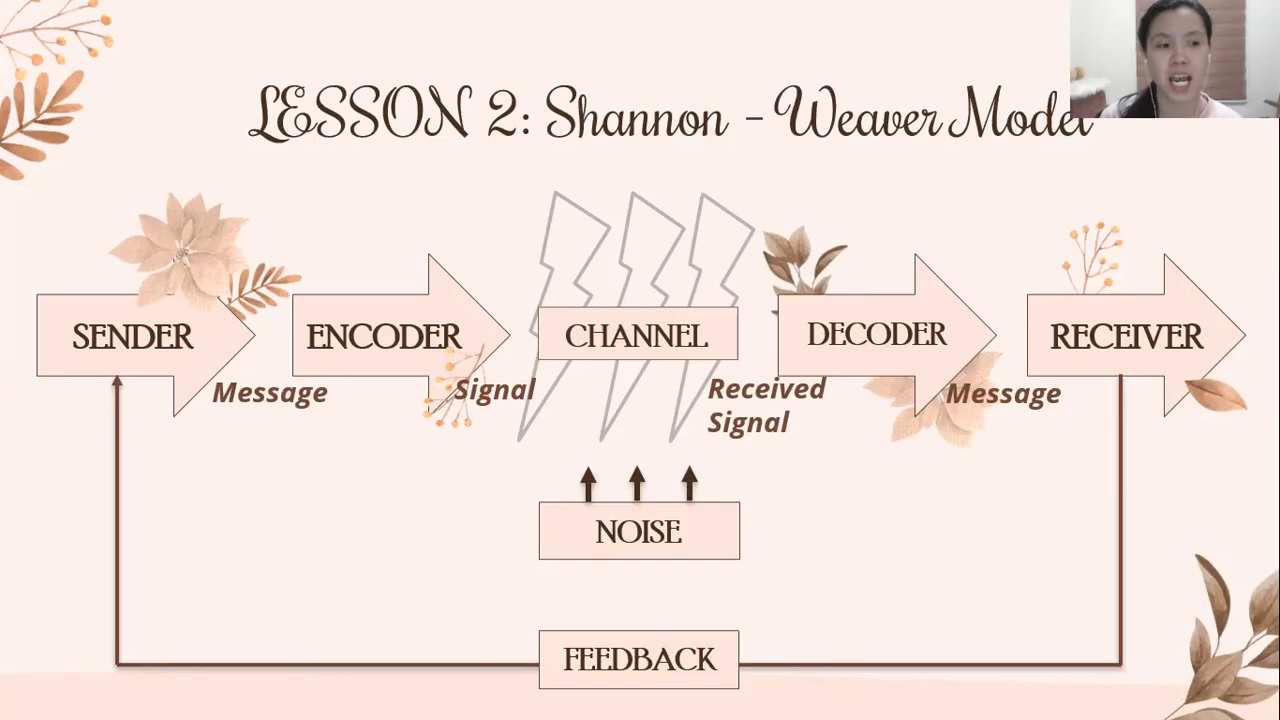 LESSON 2: Shannon - Weaver Model
SENDER
ENCODER
CHANNEL
DECODER
RECEIVER
Message
Signal
Received
Signal
Message
NOISE
FEEDBACK